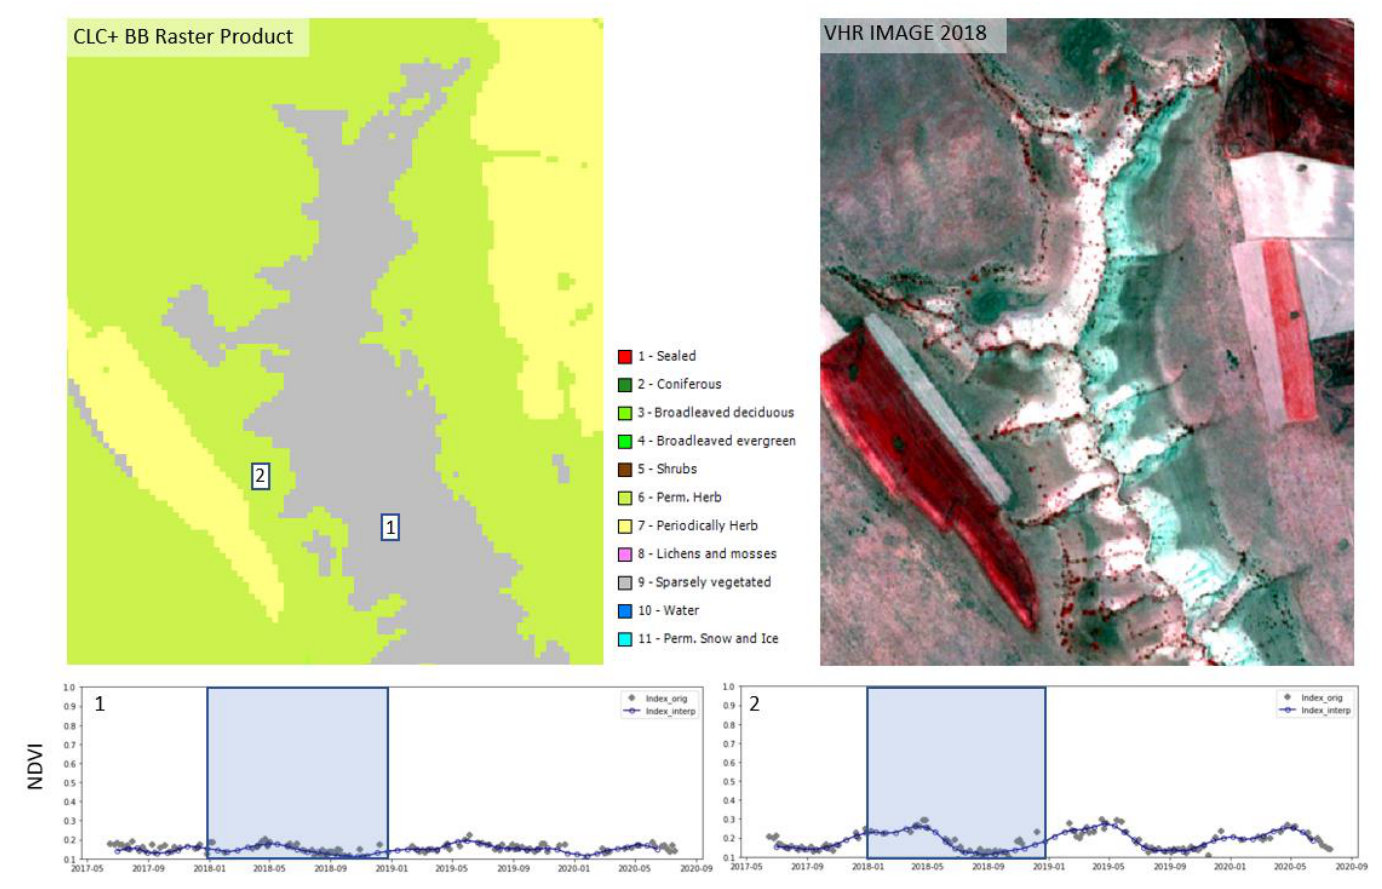 CLC+ BB Raster Product
VHR IMAGE 2018
1 - Sealed
2 - Coniferous
3 - Broadleaved deciduous
4 - Broadleaved evergreen
5 - Shrubs
6 - Perm. Herb
7 - Periodically Herb
8 - Lichens and mosses
9 - Sparsely vegetated
10 - Water
11 - Perm. Snow and Ice
2
1
NDVI
1
1.0
0.9
0.8
0.7
0.6
0.5
0.4
0.3
0.2
0.1
Index_orig
Index_interp
2017-05 2017-09 2018-01 2018-05 2018-09 2019-01 2019-05 2019-09 2020-01 2020-05 2020-09
2
1.0
0.9
0.8
0.7
0.6
0.5
0.4
0.3
0.2
0.1
Index_orig
Index_interp
2017-05 2017-09 2018-01 2018-05 2018-09 2019-01 2019-05 2019-09 2020-01 2020-05 2020-09